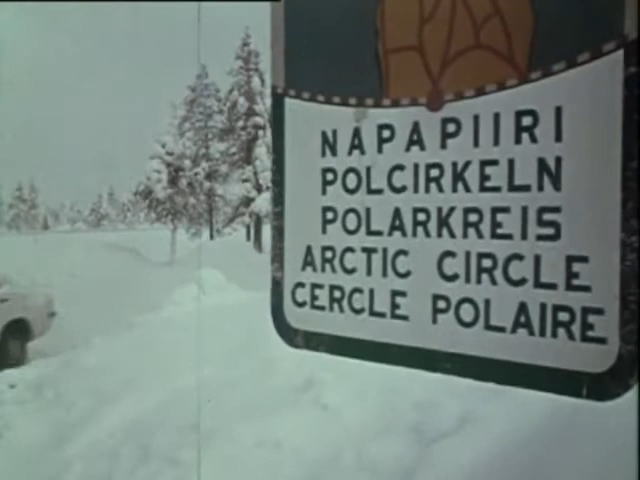 NAPAPIIRI
POLCIRKELN
POLARKREIS
ARCTIC CIRCLE
CERCLE POLAIRE